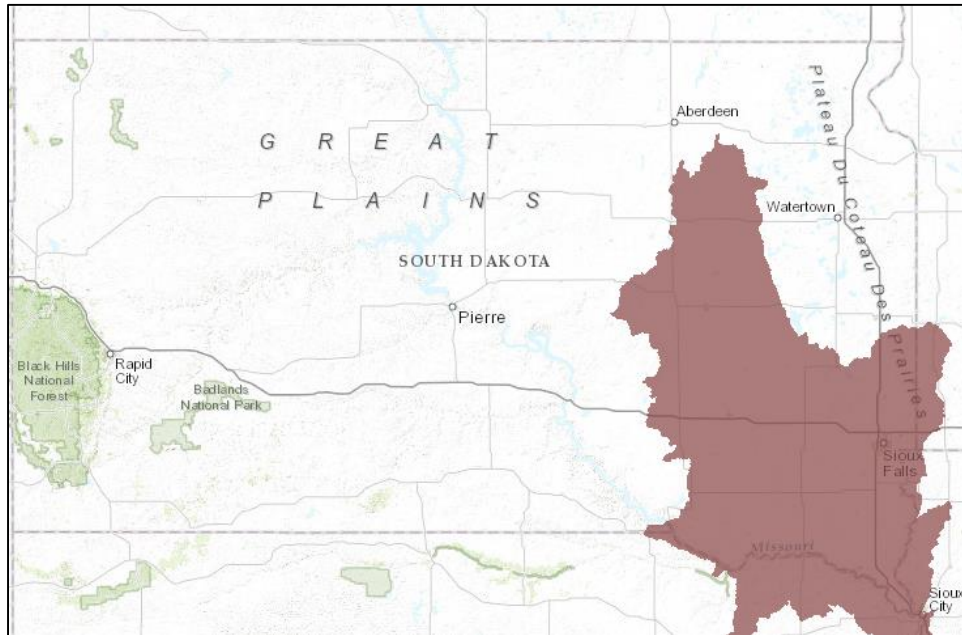 Aberdeen
G R E A T
P L A I N S
Watertown
Plateau Du Coteau Des Prairies
SOUTH DAKOTA
Pierre
Rapid
City
Black Hills
National
Forest
Badlands
National Park
Sioux
Falls
Missouri
Sioux
City